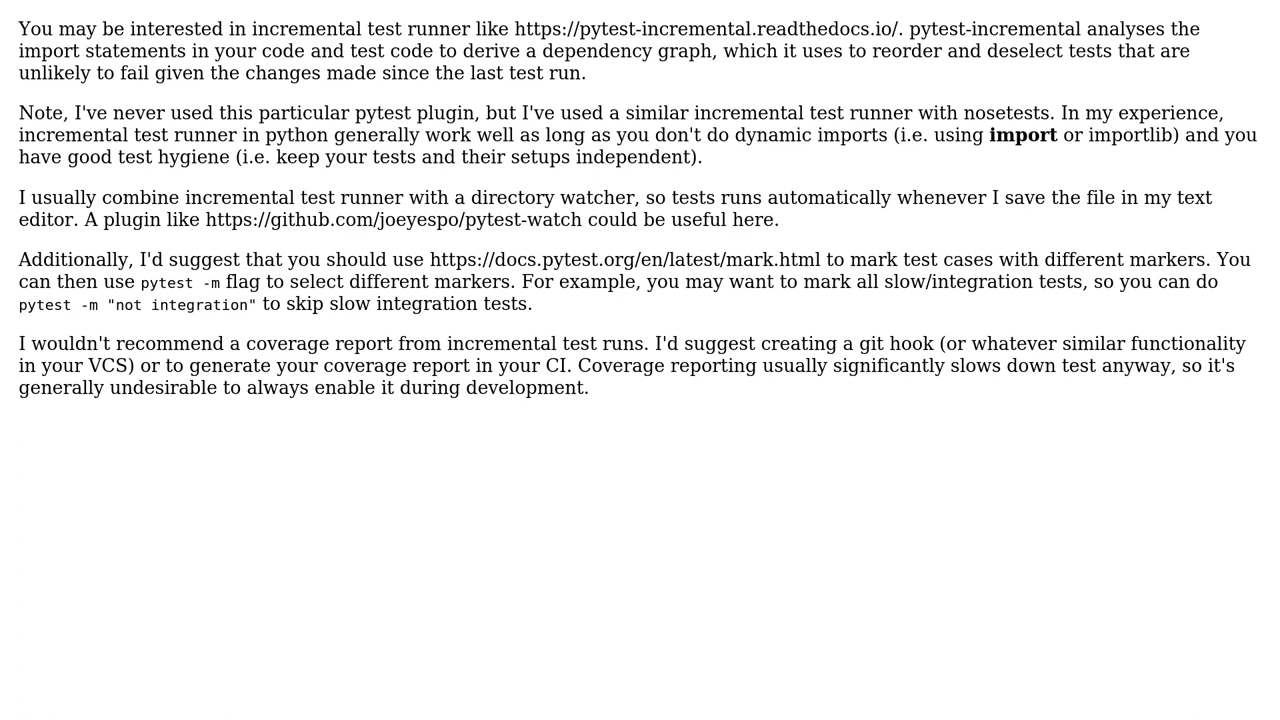 You may be interested in incremental test runner like https://pytest-incremental.readthedocs.io/. pytest-incremental analyses the
import statements in your code and test code to derive a dependency graph, which it uses to reorder and deselect tests that are
unlikely to fail given the changes made since the last test run.
Note, I've never used this particular pytest plugin, but I've used a similar incremental test runner with nosetests. In my experience,
incremental test runner in python generally work well as long as you don't do dynamic imports (i.e. using import or importlib) and you
have good test hygiene (i.e. keep your tests and their setups independent).
I usually combine incremental test runner with a directory watcher, so tests runs automatically whenever I save the file in my text
editor. A plugin like https://github.com/joeyespo/pytest-watch could be useful here.
Additionally, I'd suggest that you should use https://docs.pytest.org/en/latest/mark.html to mark test cases with different markers. You
can then use pytest -m flag to select different markers. For example, you may want to mark all slow/integration tests, so you can do
pytest -m "not integration" to skip slow integration tests.
I wouldn't recommend a coverage report from incremental test runs. I'd suggest creating a git hook (or whatever similar functionality
in your VCS) or to generate your coverage report in your CI. Coverage reporting usually significantly slows down test anyway, so it's
generally undesirable to always enable it during development.